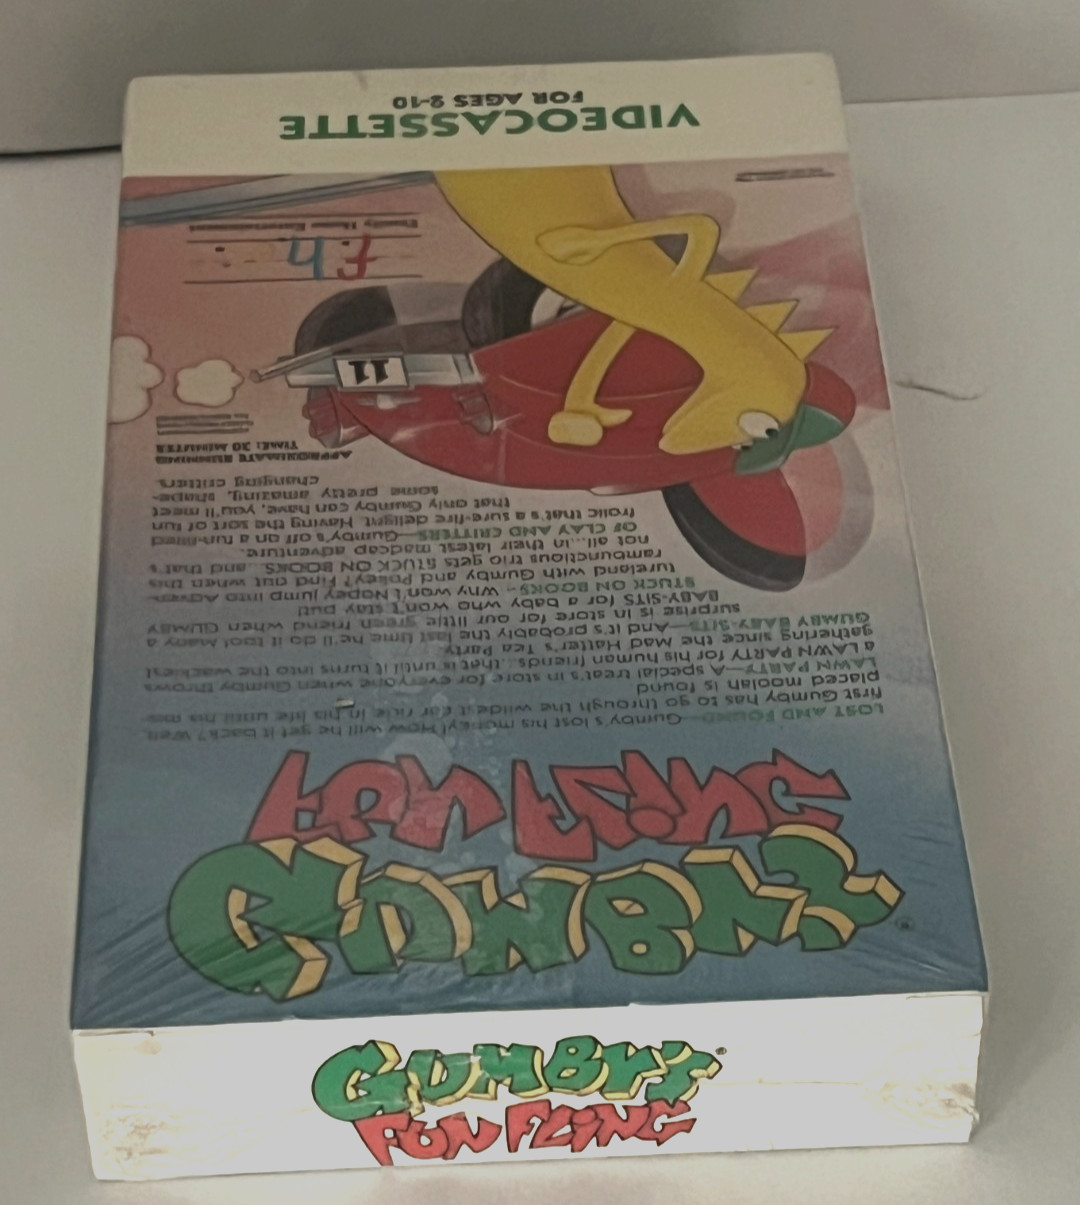 GUMBY'S®
FUN FLING
LOST AND FOUND—Gumby's lost his money! How will he get it back? Well,
first Gumby has to go through the wildest car ride in his life until his mis-
placed moolah is found
LAWN PARTY—A special treat's in store for everyone when Gumby throws
a LAWN PARTY for his human friends...that is until it turns into the wackiest
gathering since the Mad Hatter's Tea Party.
GUMBY BABY-SITS—And it's probably the last time he'll do it too! Many a
surprise is in store for our little green friend when GUMBY
BABY-SITS for a baby who won't stay put!
STUCK ON BOOKS—Why won't Nopey jump into Adven-
tureland with Gumby and Pokey? Find out when this
rambunctious trio gets STUCK ON BOOKS...and that's
not all...in their latest madcap adventure.
OF CLAY AND CRITTERS—Gumby's off on a fun-filled
frolic that's a sure-fire delight. Having the sort of fun
that only Gumby can have, you'll meet
some pretty amazing, shape-
changing critters.
APPROXIMATE RUNNING
TIME: 30 MINUTES
11
f.h.
Family Home Entertainment
VIDEOCASSETTE
FOR AGES 2-10
GUMBY'S®
FUN FLING